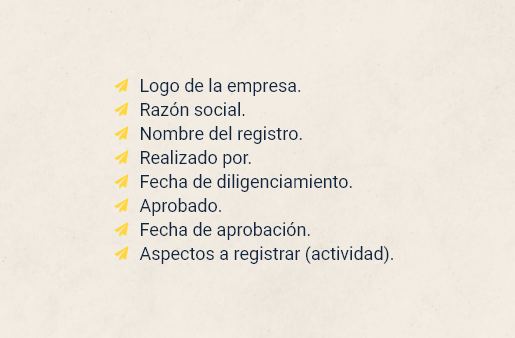 Logo de la empresa.
Razón social.
Nombre del registro.
Realizado por.
Fecha de diligenciamiento.
Aprobado.
Fecha de aprobación.
Aspectos a registrar (actividad).